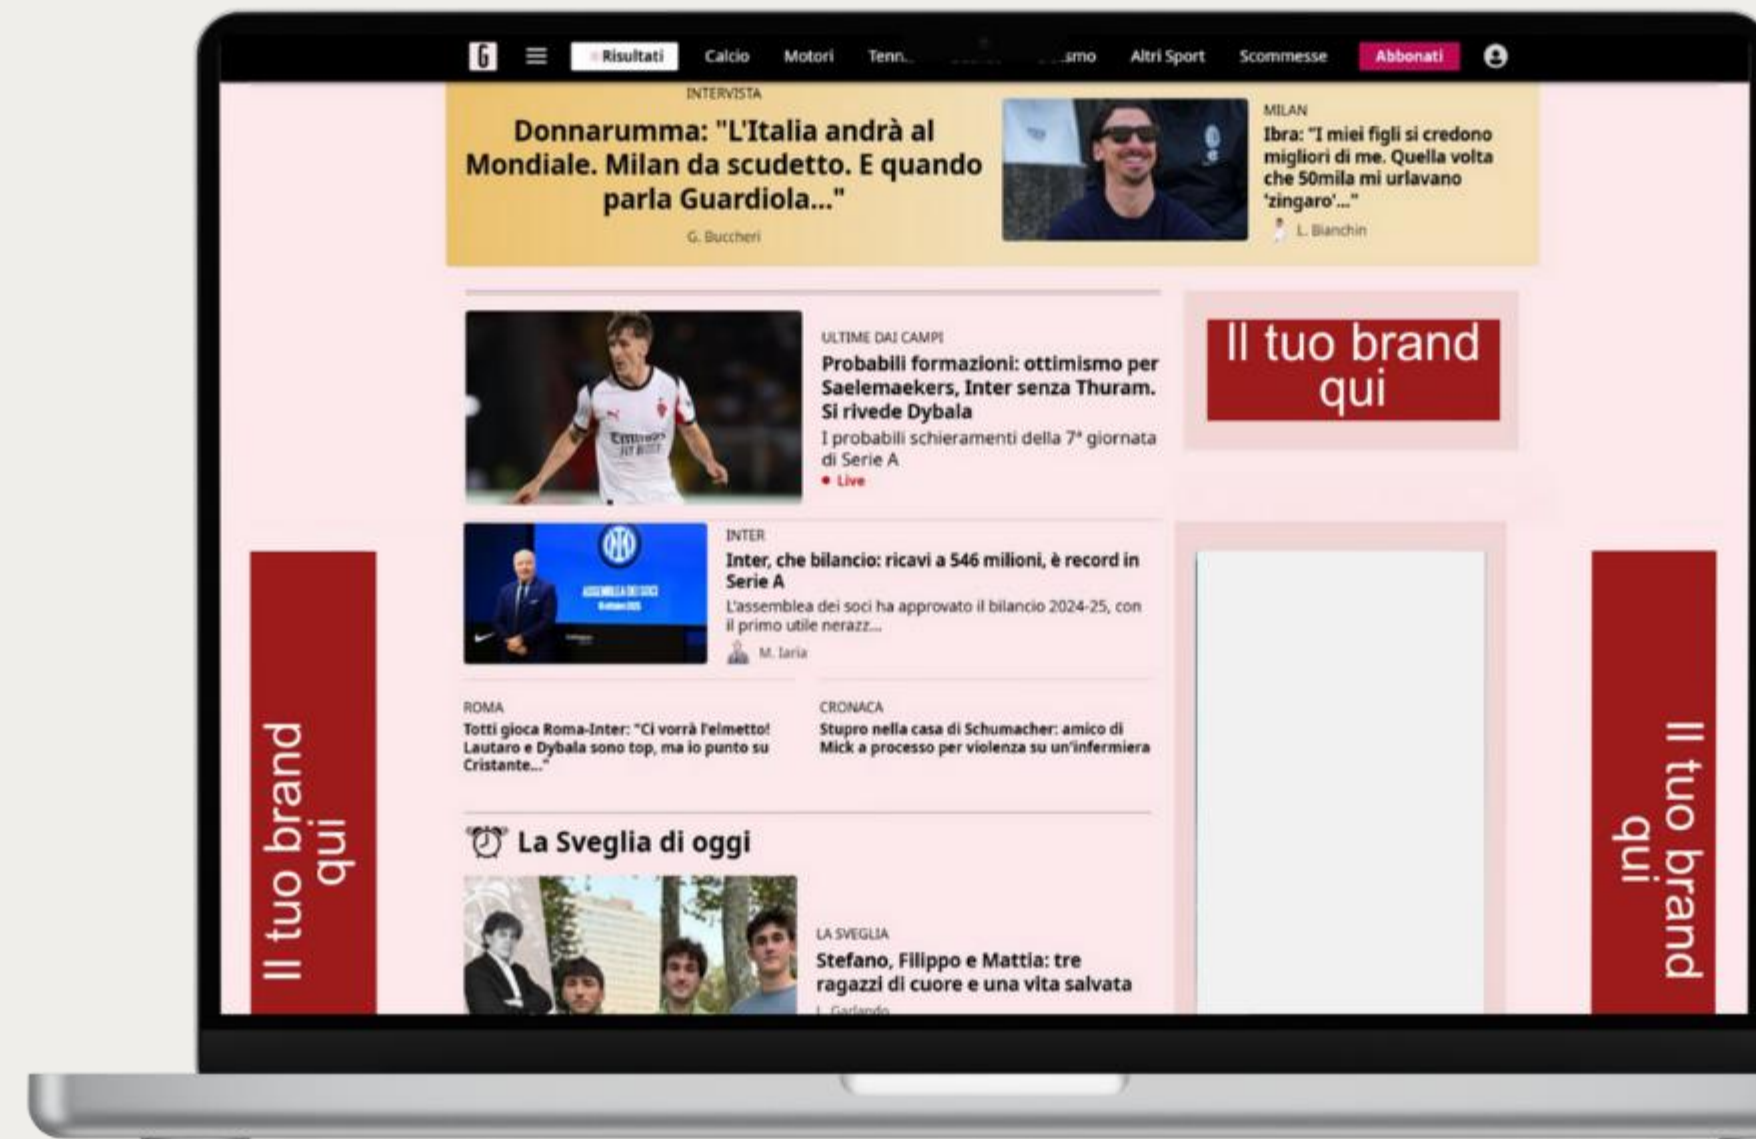 G
Risultati
Calcio
Motori
Tenn...
...smo
Altri Sport
Scommesse
Abbonati
INTERVISTA
Donnarumma: "L'Italia andrà al
Mondiale. Milan da scudetto. E quando
parla Guardiola..."
G. Buccheri
MILAN
Ibra: "I miei figli si credono
migliori di me. Quella volta
che 50mila mi urlavano
'zingaro'..."
L. Bianchin
ULTIME DAI CAMPI
Probabili formazioni: ottimismo per
Saelemaekers, Inter senza Thuram.
Si rivede Dybala
I probabili schieramenti della 7ª giornata
di Serie A
Live
Il tuo brand
qui
ASSEMBLEA DEI SOCI
INTER
Inter, che bilancio: ricavi a 546 milioni, è record in
Serie A
L'assemblea dei soci ha approvato il bilancio 2024-25, con
il primo utile nerazz...
M. Iaria
ROMA
Totti gioca Roma-Inter: "Ci vorrà l'elmetto!
Lautaro e Dybala sono top, ma io punto su
Cristante..."
CRONACA
Stupro nella casa di Schumacher: amico di
Mick a processo per violenza su un'infermiera
Il tuo brand
qui
Il tuo brand
qui
La Sveglia di oggi
LA SVEGLIA
Stefano, Filippo e Mattia: tre
ragazzi di cuore e una vita salvata
L. Garlando